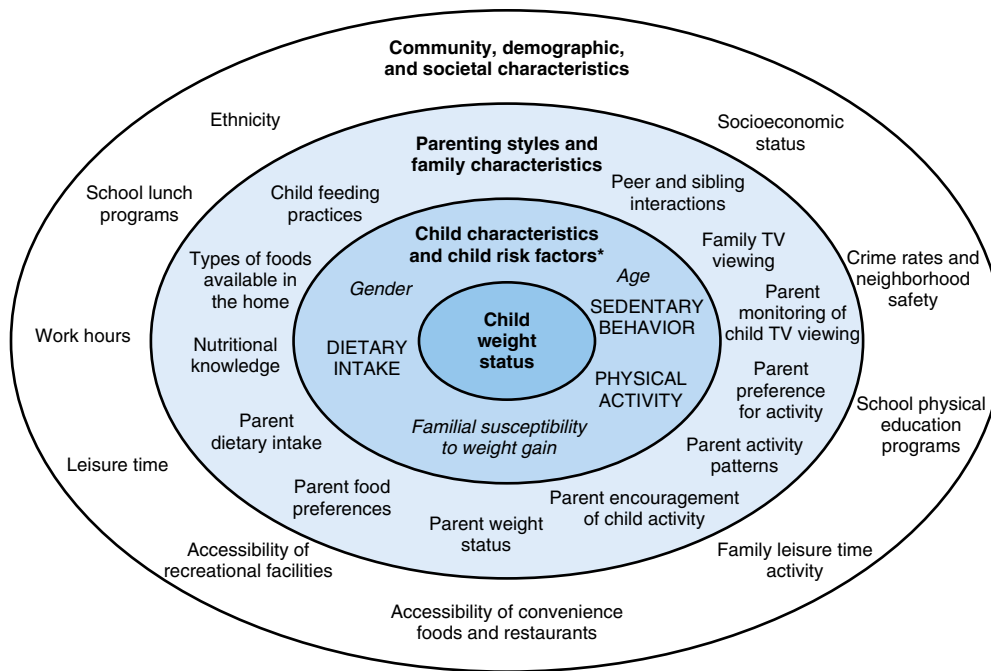 Community, demographic,
and societal characteristics
Ethnicity
Socioeconomic
status
School lunch
programs
Crime rates and
neighborhood
safety
Work hours
School physical
education
programs
Leisure time
Accessibility of
recreational facilities
Family leisure time
activity
Accessibility of convenience
foods and restaurants
Parenting styles and
family characteristics
Child feeding
practices
Peer and sibling
interactions
Types of foods
available in
the home
Family TV
viewing
Parent
monitoring of
child TV viewing
Nutritional
knowledge
Parent
preference
for activity
Parent
dietary intake
Parent activity
patterns
Parent food
preferences
Parent weight
status
Parent encouragement
of child activity
Child characteristics
and child risk factors*
Gender
Age
SEDENTARY
BEHAVIOR
DIETARY
INTAKE
PHYSICAL
ACTIVITY
Familial susceptibility
to weight gain
Child
weight
status